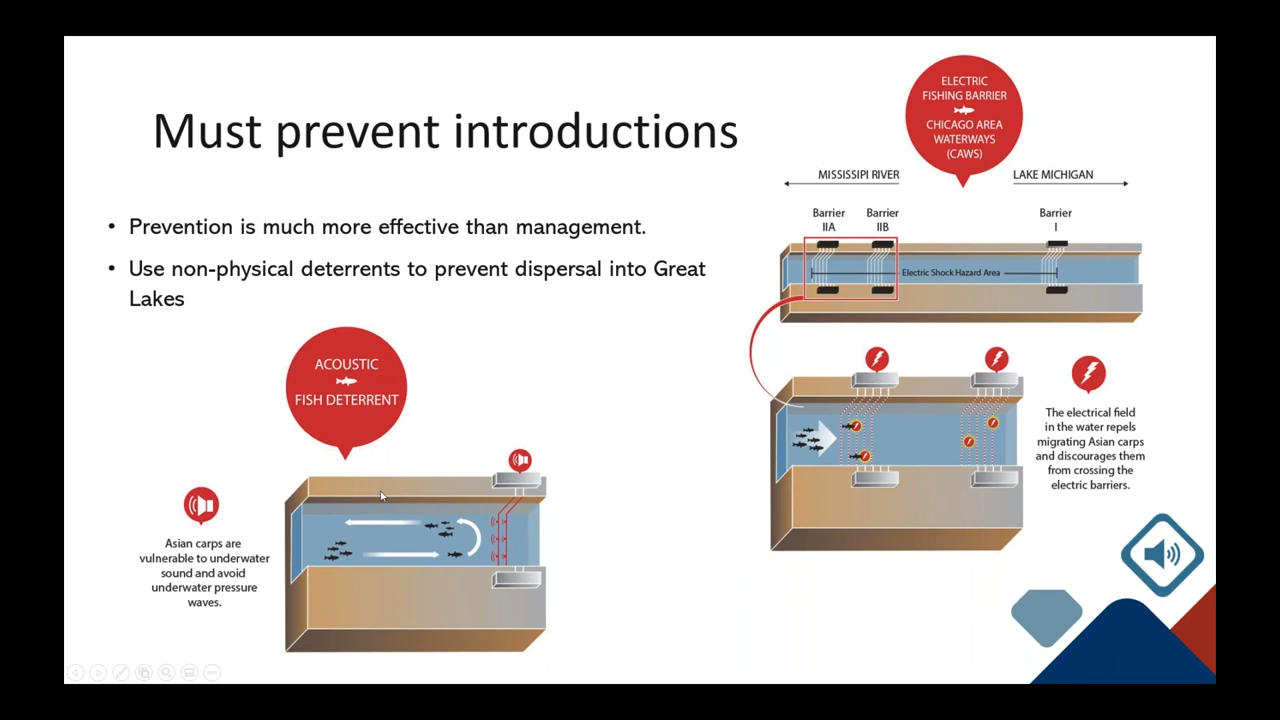 Must prevent introductions
• Prevention is much more effective than management.
• Use non-physical deterrents to prevent dispersal into Great
Lakes
ACOUSTIC
FISH DETERRENT
Asian carps are
vulnerable to underwater
sound and avoid
underwater pressure
waves.
ELECTRIC
FISHING BARRIER
CHICAGO AREA
WATERWAYS
(CAWS)
MISSISSIPI RIVER
LAKE MICHIGAN
Barrier
IIA
Barrier
IIB
Barrier
I
Electric Shock Hazard Area
The electrical field
in the water repels
migrating Asian carps
and discourages them
from crossing the
electric barriers.